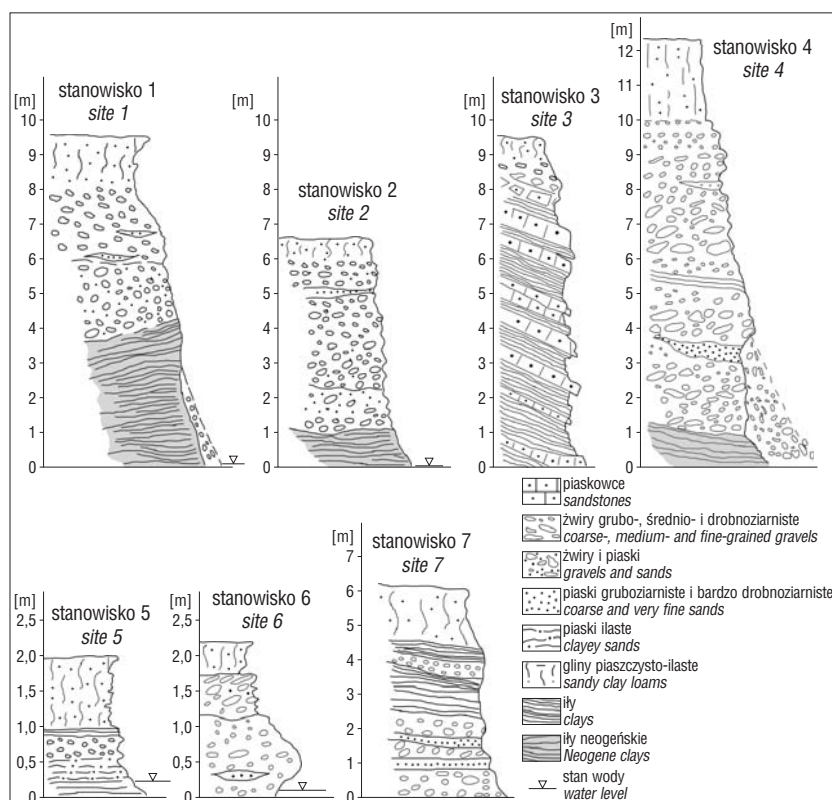 stanowisko 1
site 1
[m]
10
9
8
7
6
5
4
3
2
1
0
stanowisko 2
site 2
[m]
10
9
8
7
6
5
4
3
2
1
0
stanowisko 3
site 3
[m]
10
9
8
7
6
5
4
3
2
1
0
stanowisko 4
site 4
[m]
12
11
10
9
8
7
6
5
4
3
2
1
0
stanowisko 5
site 5
[m]
2,5
2,0
1,5
1,0
0,5
0
stanowisko 6
site 6
[m]
2,5
2,0
1,5
1,0
0,5
0
stanowisko 7
site 7
[m]
7
6
5
4
3
2
1
0
piaskowce
sandstones
żwiry grubo-, średnio- i drobnoziarniste
coarse-, medium- and fine-grained gravels
żwiry i piaski
gravels and sands
piaski gruboziarniste i bardzo drobnoziarniste
coarse and very fine sands
piaski ilaste
clayey sands
gliny piaszczysto-ilaste
sandy clay loams
iły
clays
iły neogeńskie
Neogene clays
stan wody
water level